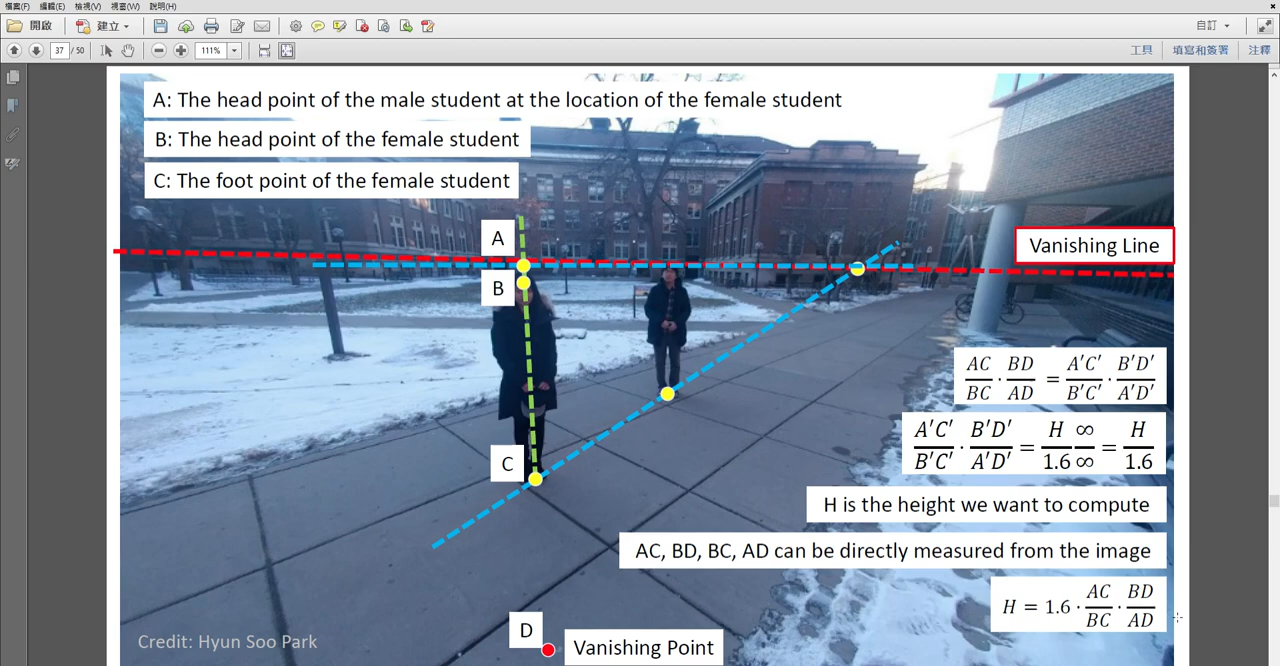 檔案(F) 編輯(E) 檢視(V) 視窗(W) 說明(H)
開啟 建立 自訂
37 / 50 111% 工具 填寫和簽署 注釋
A: The head point of the male student at the location of the female student
B: The head point of the female student
C: The foot point of the female student
A
Vanishing Line
B
AC/BC · BD/AD = A′C′/B′C′ · B′D′/A′D′
A′C′/B′C′ · B′D′/A′D′ = H/1.6 ∞/∞ = H/1.6
C
H is the height we want to compute
AC, BD, BC, AD can be directly measured from the image
H = 1.6 · AC/BC · BD/AD
D
Credit: Hyun Soo Park
Vanishing Point